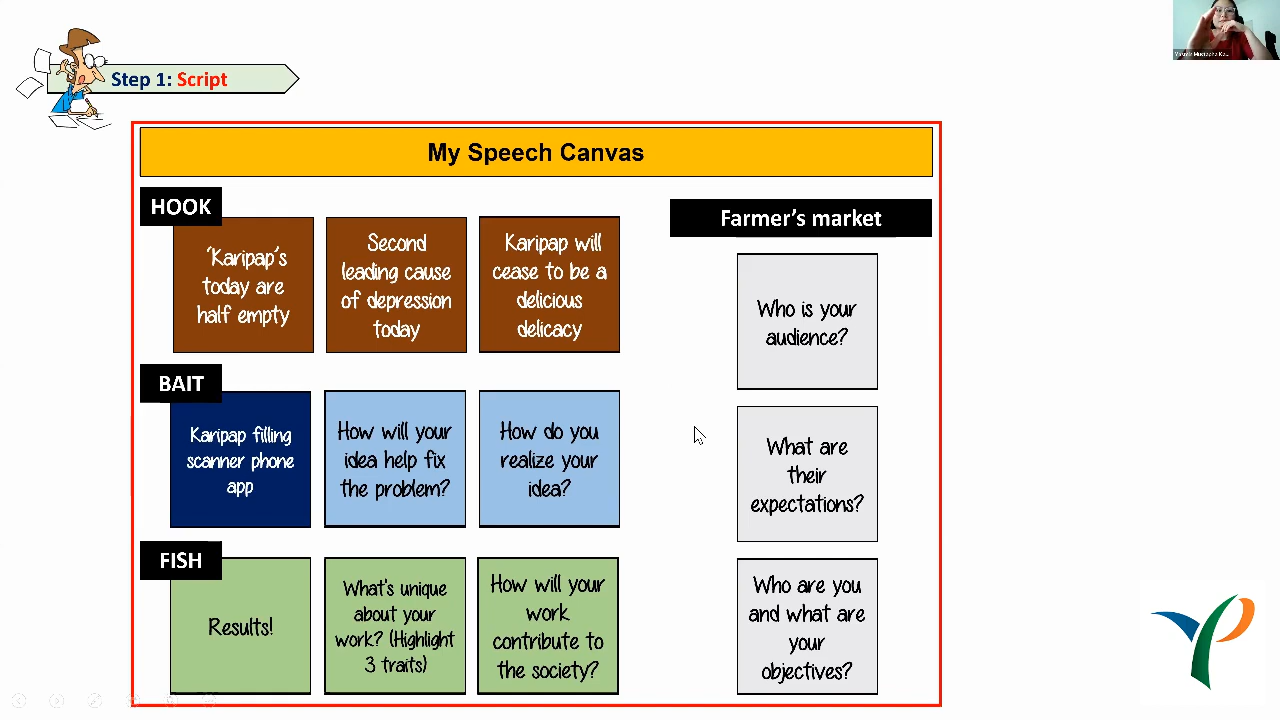 Step 1: Script
My Speech Canvas
HOOK
'Karipap's
today are
half empty
Second
leading cause
of depression
today
Karipap will
cease to be a
delicious
delicacy
BAIT
Karipap filling
scanner phone
app
How will your
idea help fix
the problem?
How do you
realize your
idea?
FISH
Results!
What's unique
about your
work? (Highlight
3 traits)
How will your
work
contribute to
the society?
Farmer's market
Who is your
audience?
What are
their
expectations?
Who are you
and what are
your
objectives?